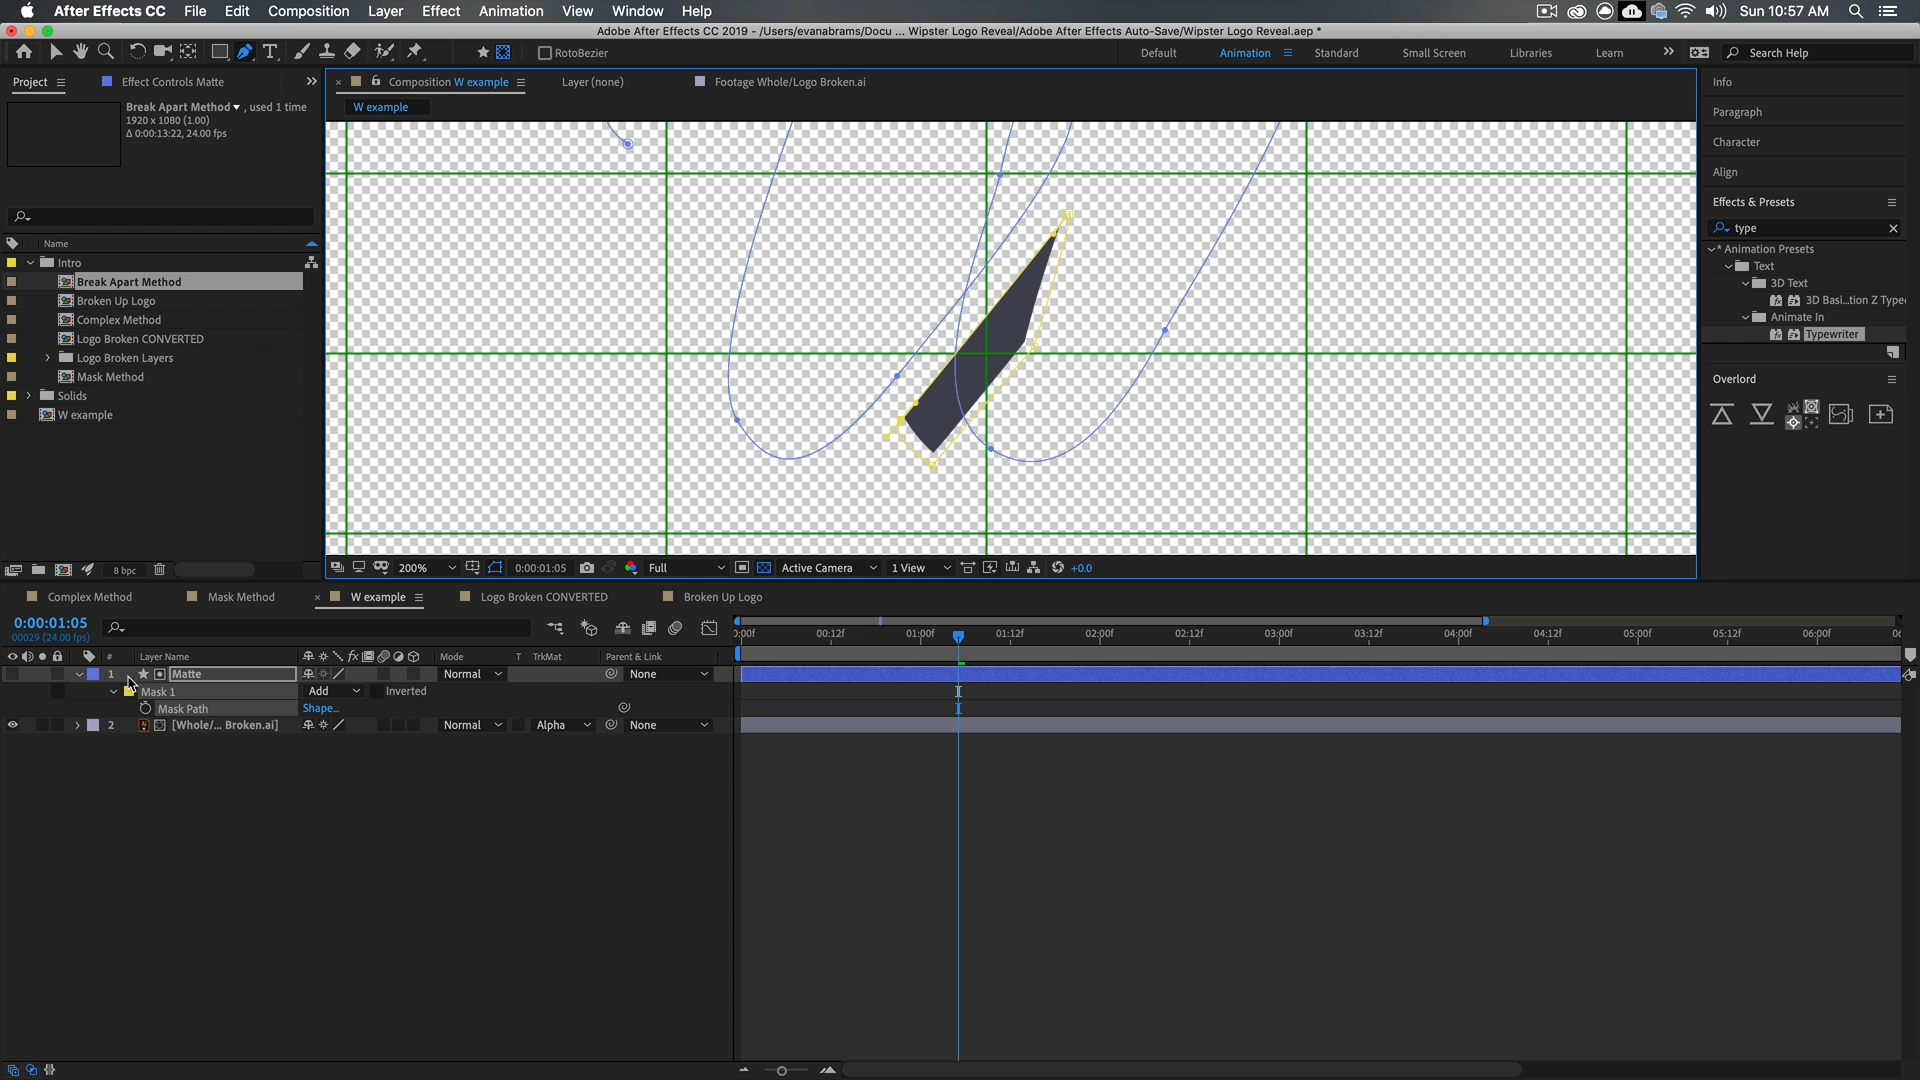 After Effects CC File Edit Composition Layer Effect Animation View Window Help Sun 10:57 AM
Adobe After Effects CC 2019 - /Users/evanabrams/Docu ... Wipster Logo Reveal/Adobe After Effects Auto-Save/Wipster Logo Reveal.aep *
RotoBezier Default Animation Standard Small Screen Libraries Learn Search Help
Project Effect Controls Matte Composition W example Layer (none) Footage Whole/Logo Broken.ai Info
Break Apart Method , used 1 time
1920 x 1080 (1.00)
Δ 0:00:13:22, 24.00 fps
W example
Paragraph
Character
Align
Effects & Presets
type
* Animation Presets
Text
3D Text
3D Basi...tion Z Type
Animate In
Typewriter
Overlord
Name
Intro
Break Apart Method
Broken Up Logo
Complex Method
Logo Broken CONVERTED
Logo Broken Layers
Mask Method
Solids
W example
8 bpc
200% 0:00:01:05 Full Active Camera 1 View +0.0
Complex Method Mask Method W example Logo Broken CONVERTED Broken Up Logo
0:00:01:05
00029 (24.00 fps)
:00f 00:12f 01:00f 01:12f 02:00f 02:12f 03:00f 03:12f 04:00f 04:12f 05:00f 05:12f 06:00f
# Layer Name Mode T TrkMat Parent & Link
1 Matte Normal None
Mask 1 Add Inverted
Mask Path Shape...
2 [Whole/... Broken.ai] Normal Alpha None